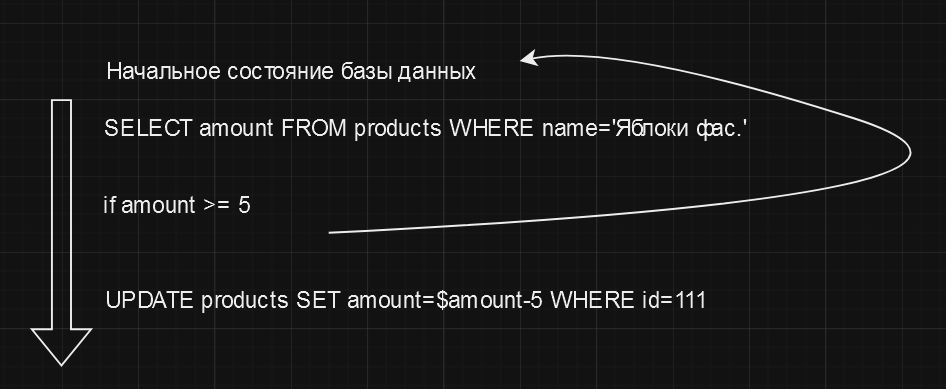 Начальное состояние базы данных
SELECT amount FROM products WHERE name='Яблоки фас.'
if amount >= 5
UPDATE products SET amount=$amount-5 WHERE id=111